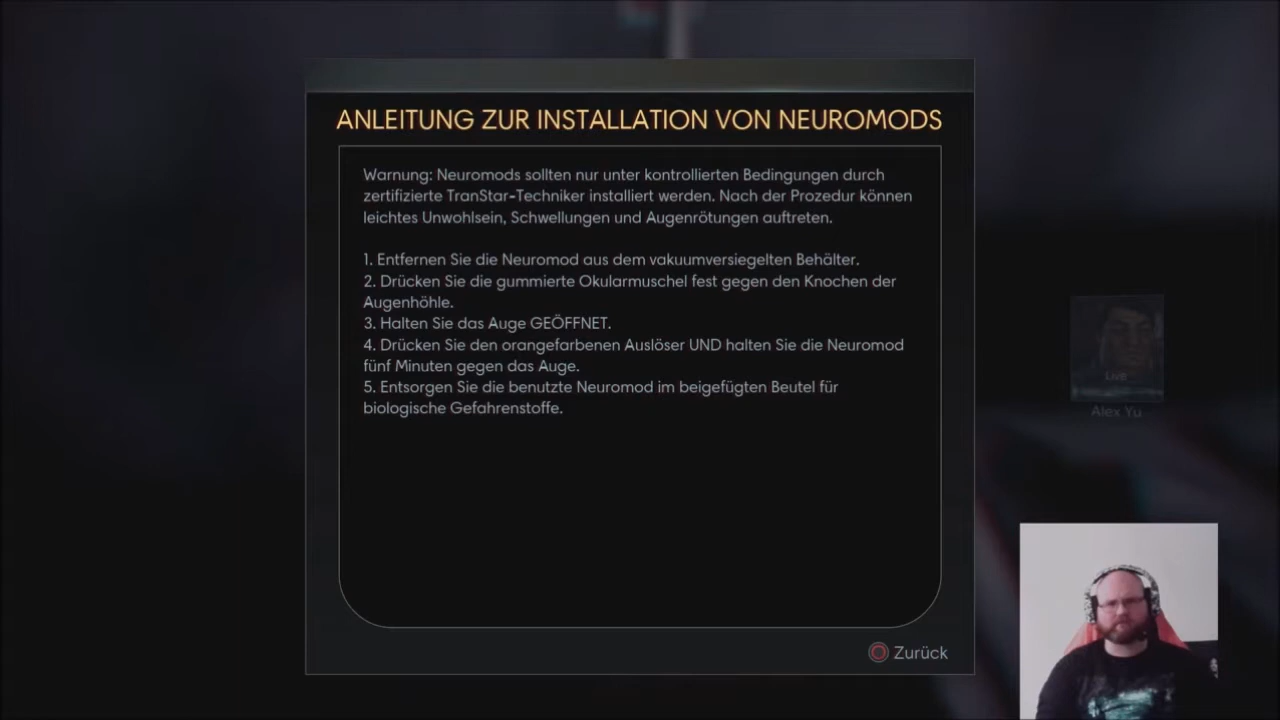 ANLEITUNG ZUR INSTALLATION VON NEUROMODS
Warnung: Neuromods sollten nur unter kontrollierten Bedingungen durch
zertifizierte TranStar-Techniker installiert werden. Nach der Prozedur können
leichtes Unwohlsein, Schwellungen und Augenrötungen auftreten.
1. Entfernen Sie die Neuromod aus dem vakuumversiegelten Behälter.
2. Drücken Sie die gummierte Okularmuschel fest gegen den Knochen der
Augenhöhle.
3. Halten Sie das Auge GEÖFFNET.
4. Drücken Sie den orangefarbenen Auslöser UND halten Sie die Neuromod
fünf Minuten gegen das Auge.
5. Entsorgen Sie die benutzte Neuromod im beigefügten Beutel für
biologische Gefahrenstoffe.
Live
Alex Yu
Zurück